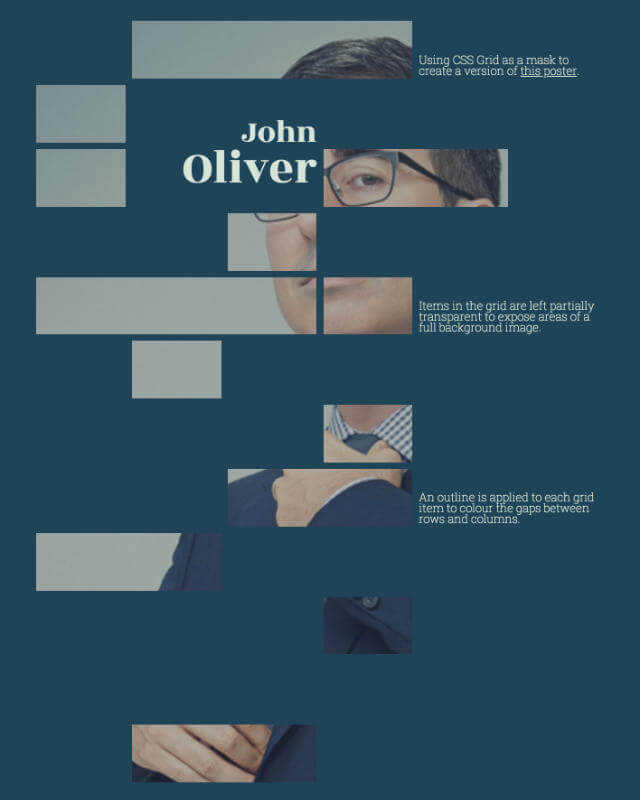 Using CSS Grid as a mask to
create a version of this poster.
John
Oliver
Items in the grid are left partially
transparent to expose areas of a
full background image.
An outline is applied to each grid
item to colour the gaps between
rows and columns.